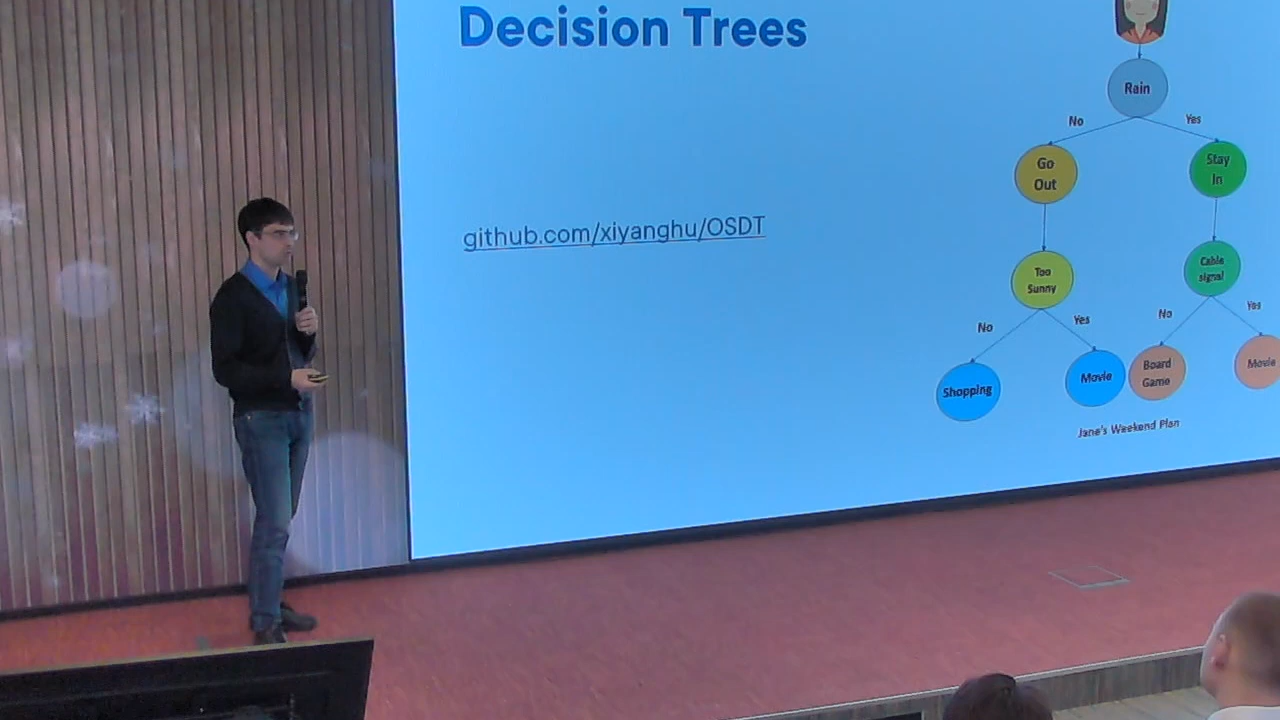 Decision Trees
github.com/xiyanghu/OSDT
Rain
No
Yes
Go
Out
Stay
In
Too
Sunny
Cable
signal
No
Yes
No
Yes
Shopping
Movie
Board
Game
Movie
Jane's Weekend Plan